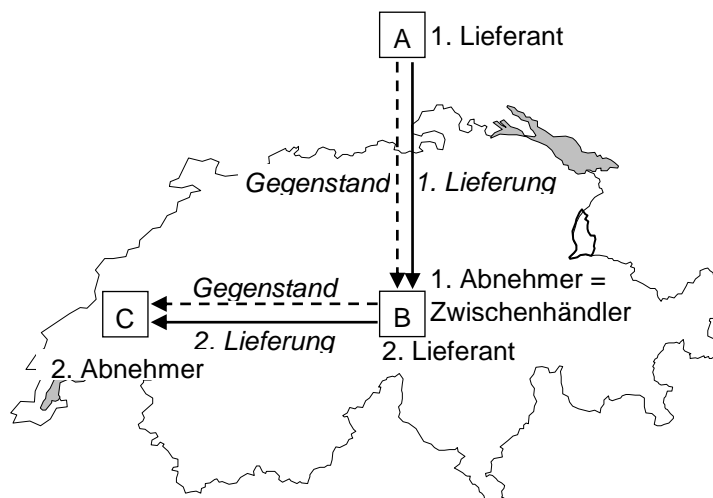 A 1. Lieferant
Gegenstand 1. Lieferung
1. Abnehmer =
Gegenstand
C B Zwischenhändler
2. Lieferung 2. Lieferant
2. Abnehmer